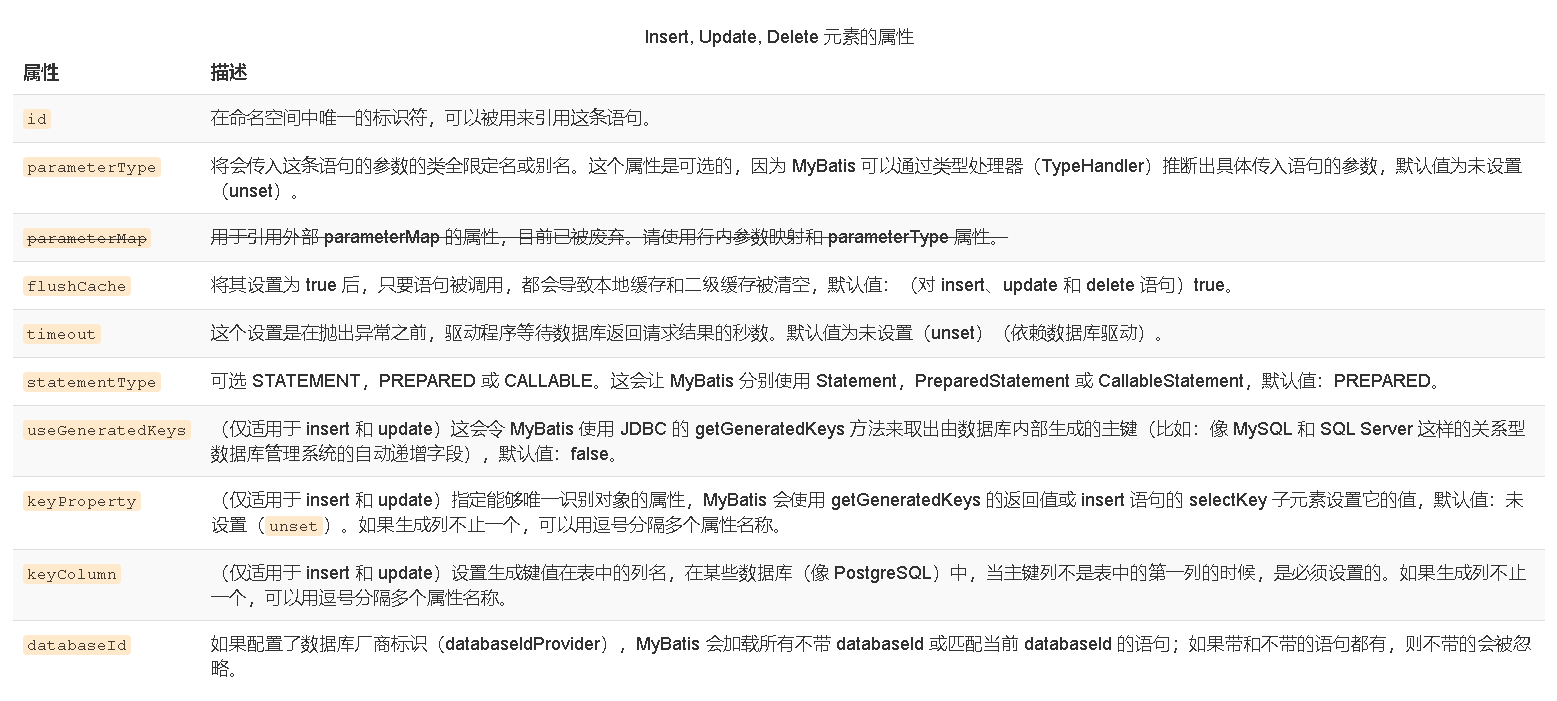 Insert, Update, Delete 元素的属性
属性 描述
id 在命名空间中唯一的标识符，可以被用来引用这条语句。
parameterType 将会传入这条语句的参数的类全限定名或别名。这个属性是可选的，因为 MyBatis 可以通过类型处理器（TypeHandler）推断出具体传入语句的参数，默认值为未设置
（unset）。
parameterMap 用于引用外部 parameterMap 的属性，目前已被废弃。请使用行内参数映射和 parameterType 属性。
flushCache 将其设置为 true 后，只要语句被调用，都会导致本地缓存和二级缓存被清空，默认值：（对 insert、update 和 delete 语句）true。
timeout 这个设置是在抛出异常之前，驱动程序等待数据库返回请求结果的秒数。默认值为未设置（unset）（依赖数据库驱动）。
statementType 可选 STATEMENT，PREPARED 或 CALLABLE。这会让 MyBatis 分别使用 Statement，PreparedStatement 或 CallableStatement，默认值：PREPARED。
useGeneratedKeys （仅适用于 insert 和 update）这会令 MyBatis 使用 JDBC 的 getGeneratedKeys 方法来取出由数据库内部生成的主键（比如：像 MySQL 和 SQL Server 这样的关系型
数据库管理系统的自动递增字段），默认值：false。
keyProperty （仅适用于 insert 和 update）指定能够唯一识别对象的属性，MyBatis 会使用 getGeneratedKeys 的返回值或 insert 语句的 selectKey 子元素设置它的值，默认值：未
设置（unset）。如果生成列不止一个，可以用逗号分隔多个属性名称。
keyColumn （仅适用于 insert 和 update）设置生成键值在表中的列名，在某些数据库（像 PostgreSQL）中，当主键列不是表中的第一列的时候，是必须设置的。如果生成列不止
一个，可以用逗号分隔多个属性名称。
databaseId 如果配置了数据库厂商标识（databaseIdProvider），MyBatis 会加载所有不带 databaseId 或匹配当前 databaseId 的语句；如果带和不带的语句都有，则不带的会被忽
略。